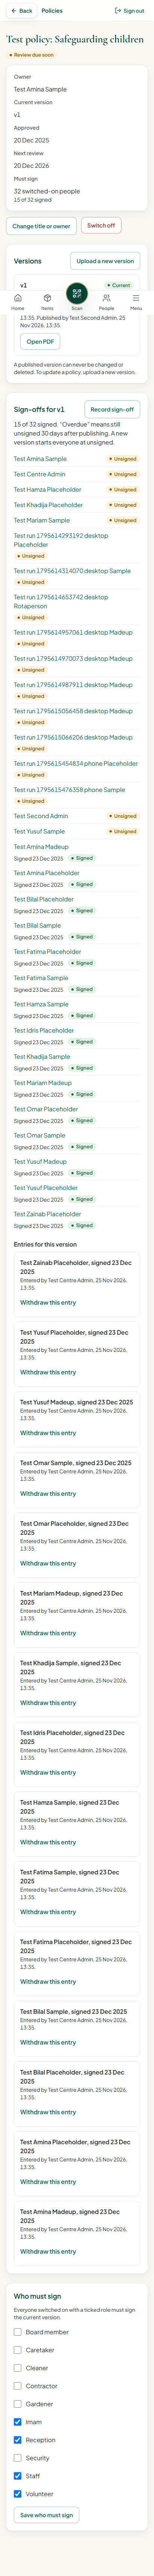 Back
Policies
Sign out
Test policy: Safeguarding children
Review due soon
Owner
Test Amina Sample
Current version
v1
Approved
20 Dec 2025
Next review
20 Dec 2026
Must sign
32 switched-on people
15 of 32 signed
Change title or owner
Switch off
Versions
Upload a new version
v1
Current
Home
Items
Scan
People
Menu
13:35. Published by Test Second Admin, 25
Nov 2026, 13:35.
Open PDF
A published version can never be changed or
deleted. To update a policy, upload a new version.
Sign-offs for v1
Record sign-off
15 of 32 signed. “Overdue” means still
unsigned 30 days after publishing. A new
version starts everyone at unsigned.
Test Amina Sample
Unsigned
Test Centre Admin
Unsigned
Test Hamza Placeholder
Unsigned
Test Khadija Placeholder
Unsigned
Test Mariam Sample
Unsigned
Test run 1795614293192 desktop
Placeholder
Unsigned
Test run 1795614314070 desktop Sample
Unsigned
Test run 1795614653742 desktop
Rotaperson
Unsigned
Test run 1795614957061 desktop Madeup
Unsigned
Test run 1795614970073 desktop Madeup
Unsigned
Test run 1795614987911 desktop Madeup
Unsigned
Test run 1795615056458 desktop Madeup
Unsigned
Test run 1795615066206 desktop Madeup
Unsigned
Test run 1795615454834 phone Placeholder
Unsigned
Test run 1795615476358 phone Sample
Unsigned
Test Second Admin
Unsigned
Test Yusuf Sample
Unsigned
Test Amina Madeup
Signed 23 Dec 2025
Signed
Test Amina Placeholder
Signed 23 Dec 2025
Signed
Test Bilal Placeholder
Signed 23 Dec 2025
Signed
Test Bilal Sample
Signed 23 Dec 2025
Signed
Test Fatima Placeholder
Signed 23 Dec 2025
Signed
Test Fatima Sample
Signed 23 Dec 2025
Signed
Test Hamza Sample
Signed 23 Dec 2025
Signed
Test Idris Placeholder
Signed 23 Dec 2025
Signed
Test Khadija Sample
Signed 23 Dec 2025
Signed
Test Mariam Madeup
Signed 23 Dec 2025
Signed
Test Omar Placeholder
Signed 23 Dec 2025
Signed
Test Omar Sample
Signed 23 Dec 2025
Signed
Test Yusuf Madeup
Signed 23 Dec 2025
Signed
Test Yusuf Placeholder
Signed 23 Dec 2025
Signed
Test Zainab Placeholder
Signed 23 Dec 2025
Signed
Entries for this version
Test Zainab Placeholder, signed 23 Dec
2025
Entered by Test Centre Admin, 25 Nov 2026,
13:35.
Withdraw this entry
Test Yusuf Placeholder, signed 23 Dec
2025
Entered by Test Centre Admin, 25 Nov 2026,
13:35.
Withdraw this entry
Test Yusuf Madeup, signed 23 Dec 2025
Entered by Test Centre Admin, 25 Nov 2026,
13:35.
Withdraw this entry
Test Omar Sample, signed 23 Dec 2025
Entered by Test Centre Admin, 25 Nov 2026,
13:35.
Withdraw this entry
Test Omar Placeholder, signed 23 Dec
2025
Entered by Test Centre Admin, 25 Nov 2026,
13:35.
Withdraw this entry
Test Mariam Madeup, signed 23 Dec
2025
Entered by Test Centre Admin, 25 Nov 2026,
13:35.
Withdraw this entry
Test Khadija Sample, signed 23 Dec
2025
Entered by Test Centre Admin, 25 Nov 2026,
13:35.
Withdraw this entry
Test Idris Placeholder, signed 23 Dec
2025
Entered by Test Centre Admin, 25 Nov 2026,
13:35.
Withdraw this entry
Test Hamza Sample, signed 23 Dec
2025
Entered by Test Centre Admin, 25 Nov 2026,
13:35.
Withdraw this entry
Test Fatima Sample, signed 23 Dec
2025
Entered by Test Centre Admin, 25 Nov 2026,
13:35.
Withdraw this entry
Test Fatima Placeholder, signed 23 Dec
2025
Entered by Test Centre Admin, 25 Nov 2026,
13:35.
Withdraw this entry
Test Bilal Sample, signed 23 Dec 2025
Entered by Test Centre Admin, 25 Nov 2026,
13:35.
Withdraw this entry
Test Bilal Placeholder, signed 23 Dec
2025
Entered by Test Centre Admin, 25 Nov 2026,
13:35.
Withdraw this entry
Test Amina Placeholder, signed 23 Dec
2025
Entered by Test Centre Admin, 25 Nov 2026,
13:35.
Withdraw this entry
Test Amina Madeup, signed 23 Dec
2025
Entered by Test Centre Admin, 25 Nov 2026,
13:35.
Withdraw this entry
Who must sign
Everyone switched on with a ticked role must sign
the current version.
Board member
Caretaker
Cleaner
Contractor
Gardener
Imam
Reception
Security
Staff
Volunteer
Save who must sign